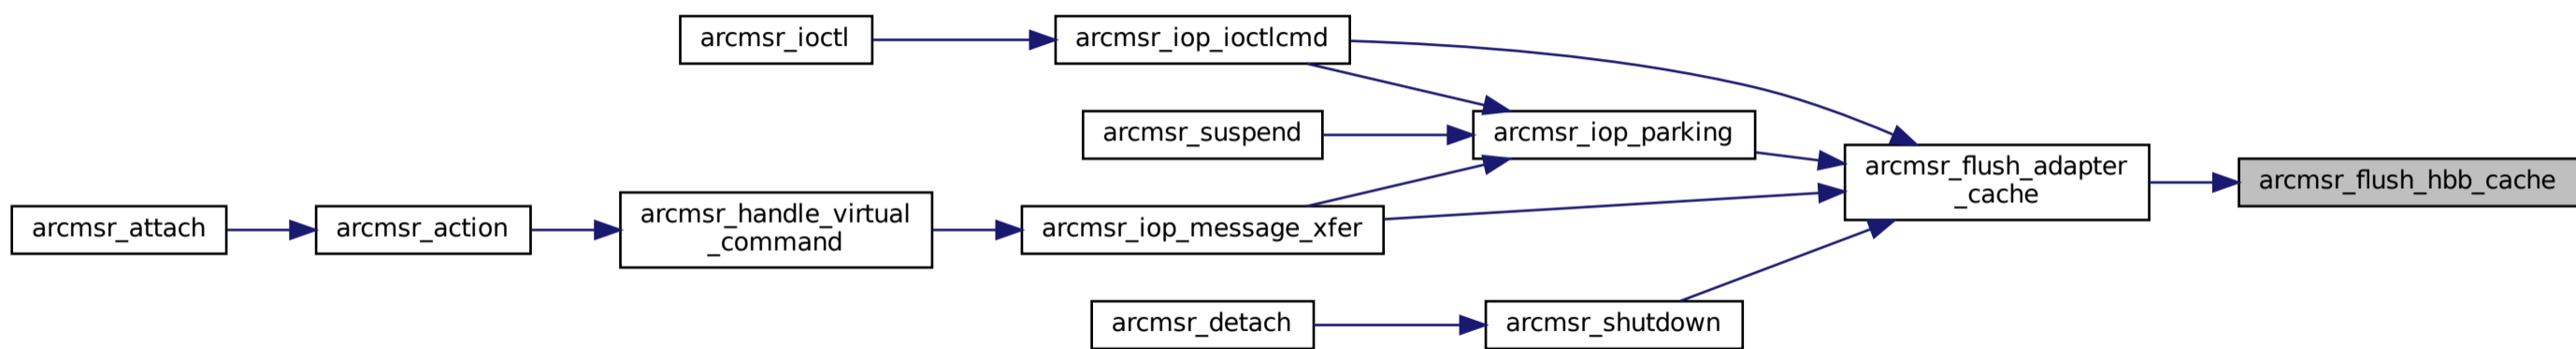 arcmsr_ioctl
arcmsr_iop_ioctlcmd
arcmsr_suspend
arcmsr_iop_parking
arcmsr_flush_adapter
_cache
arcmsr_flush_hbb_cache
arcmsr_attach
arcmsr_action
arcmsr_handle_virtual
_command
arcmsr_iop_message_xfer
arcmsr_detach
arcmsr_shutdown